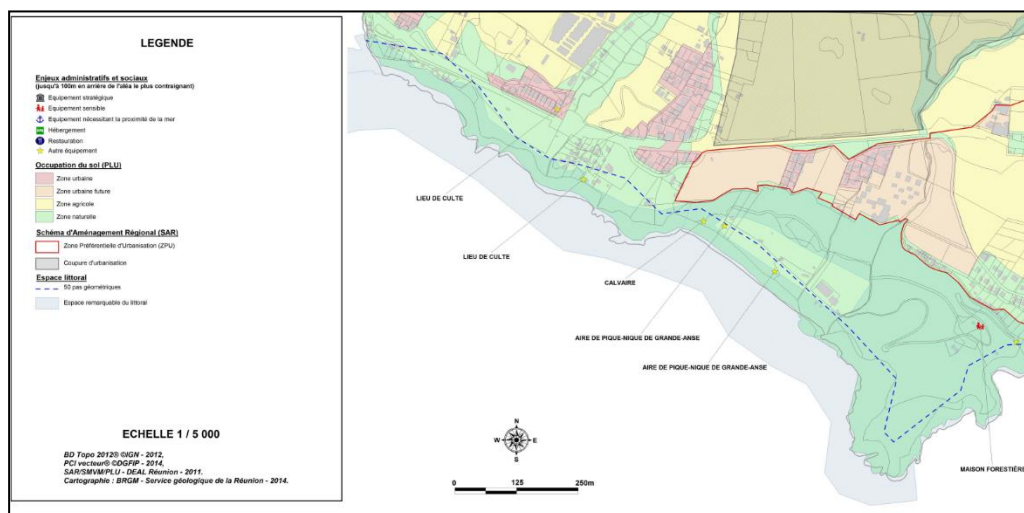 LEGENDE
Enjeux administratifs et sociaux
(jusqu'à 100m en arrière de l'aléa le plus contraignant)
Equipement stratégique
Equipement sensible
Equipement nécessitant la proximité de la mer
Hébergement
Restauration
Autre équipement
Occupation du sol (PLU)
Zone urbaine
Zone urbaine future
Zone agricole
Zone naturelle
Schéma d'Aménagement Régional (SAR)
Zone Préférentielle d'Urbanisation (ZPU)
Coupure d'urbanisation
Espace littoral
50 pas géométriques
Espace remarquable du littoral
ECHELLE 1 / 5 000
BD Topo 2012® ©IGN - 2012,
PCI vecteur® ©DGFIP - 2014,
SAR/SMVM/PLU - DEAL Réunion - 2011.
Cartographie : BRGM - Service géologique de la Réunion - 2014.
LIEU DE CULTE
LIEU DE CULTE
CALVAIRE
AIRE DE PIQUE-NIQUE DE GRANDE-ANSE
AIRE DE PIQUE-NIQUE DE GRANDE-ANSE
MAISON FORESTIÈRE
N
W E
S
0 125 250m